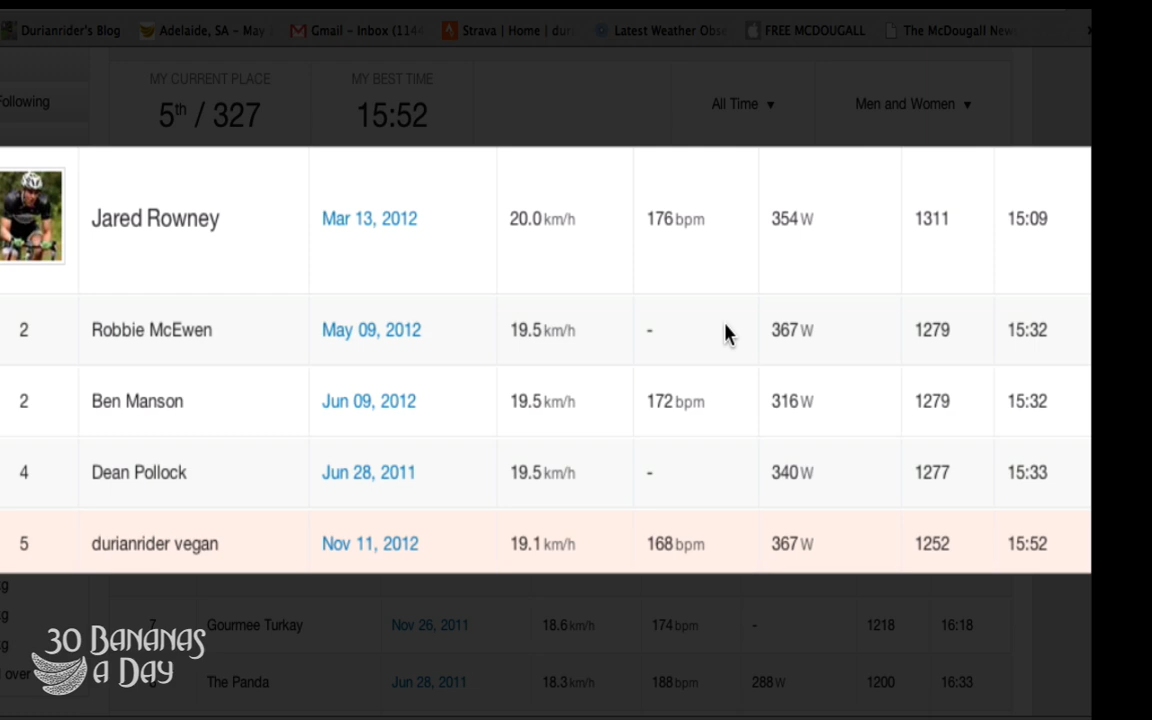 Durianrider's Blog Adelaide, SA – May Gmail – Inbox (114 Strava | Home | duri Latest Weather Obse FREE MCDOUGALL The McDougall News
MY CURRENT PLACE MY BEST TIME
Following 5th / 327 15:52 All Time ▼ Men and Women ▼
Jared Rowney Mar 13, 2012 20.0 km/h 176 bpm 354 W 1311 15:09
2 Robbie McEwen May 09, 2012 19.5 km/h - 367 W 1279 15:32
2 Ben Manson Jun 09, 2012 19.5 km/h 172 bpm 316 W 1279 15:32
4 Dean Pollock Jun 28, 2011 19.5 km/h - 340 W 1277 15:33
5 durianrider vegan Nov 11, 2012 19.1 km/h 168 bpm 367 W 1252 15:52
7 Gourmee Turkay Nov 26, 2011 18.6 km/h 174 bpm - 1218 16:18
The Panda Jun 28, 2011 18.3 km/h 188 bpm 288 W 1200 16:33
over
30 BANANAS
A DAY